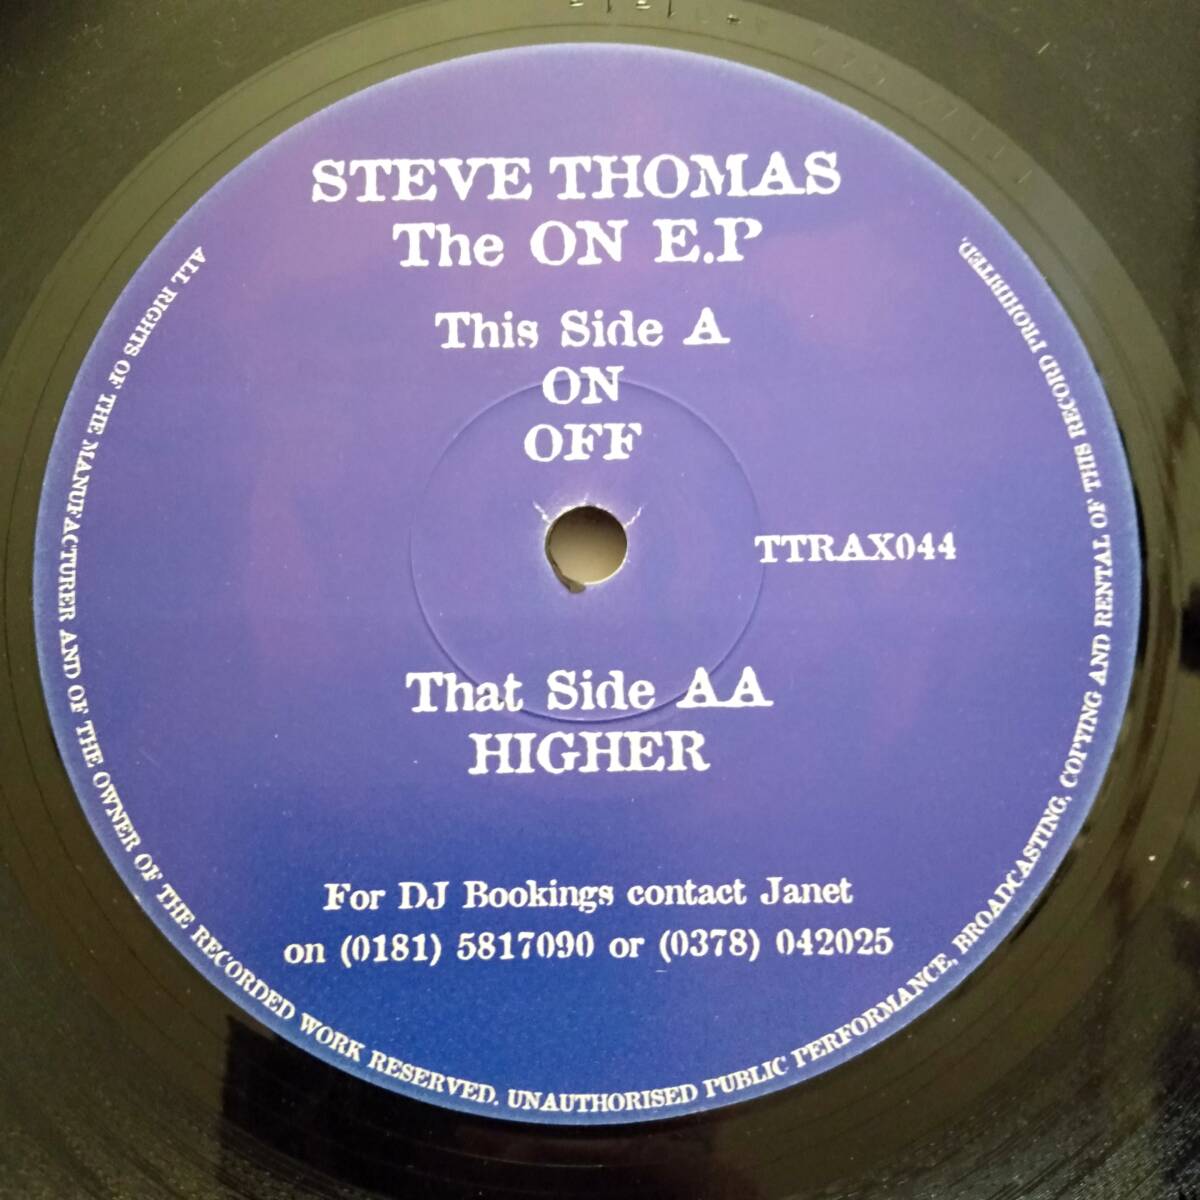 STEVE THOMAS
The ON E.P
This Side A
ON
OFF
TTRAX044
That Side AA
HIGHER
For DJ Bookings contact Janet
on (0181) 5817090 or (0378) 042025
ALL RIGHTS OF THE MANUFACTURER AND OF THE OWNER OF THE RECORDED WORK RESERVED. UNAUTHORISED PUBLIC PERFORMANCE, BROADCASTING, COPYING AND RENTAL OF THIS RECORD PROHIBITED.